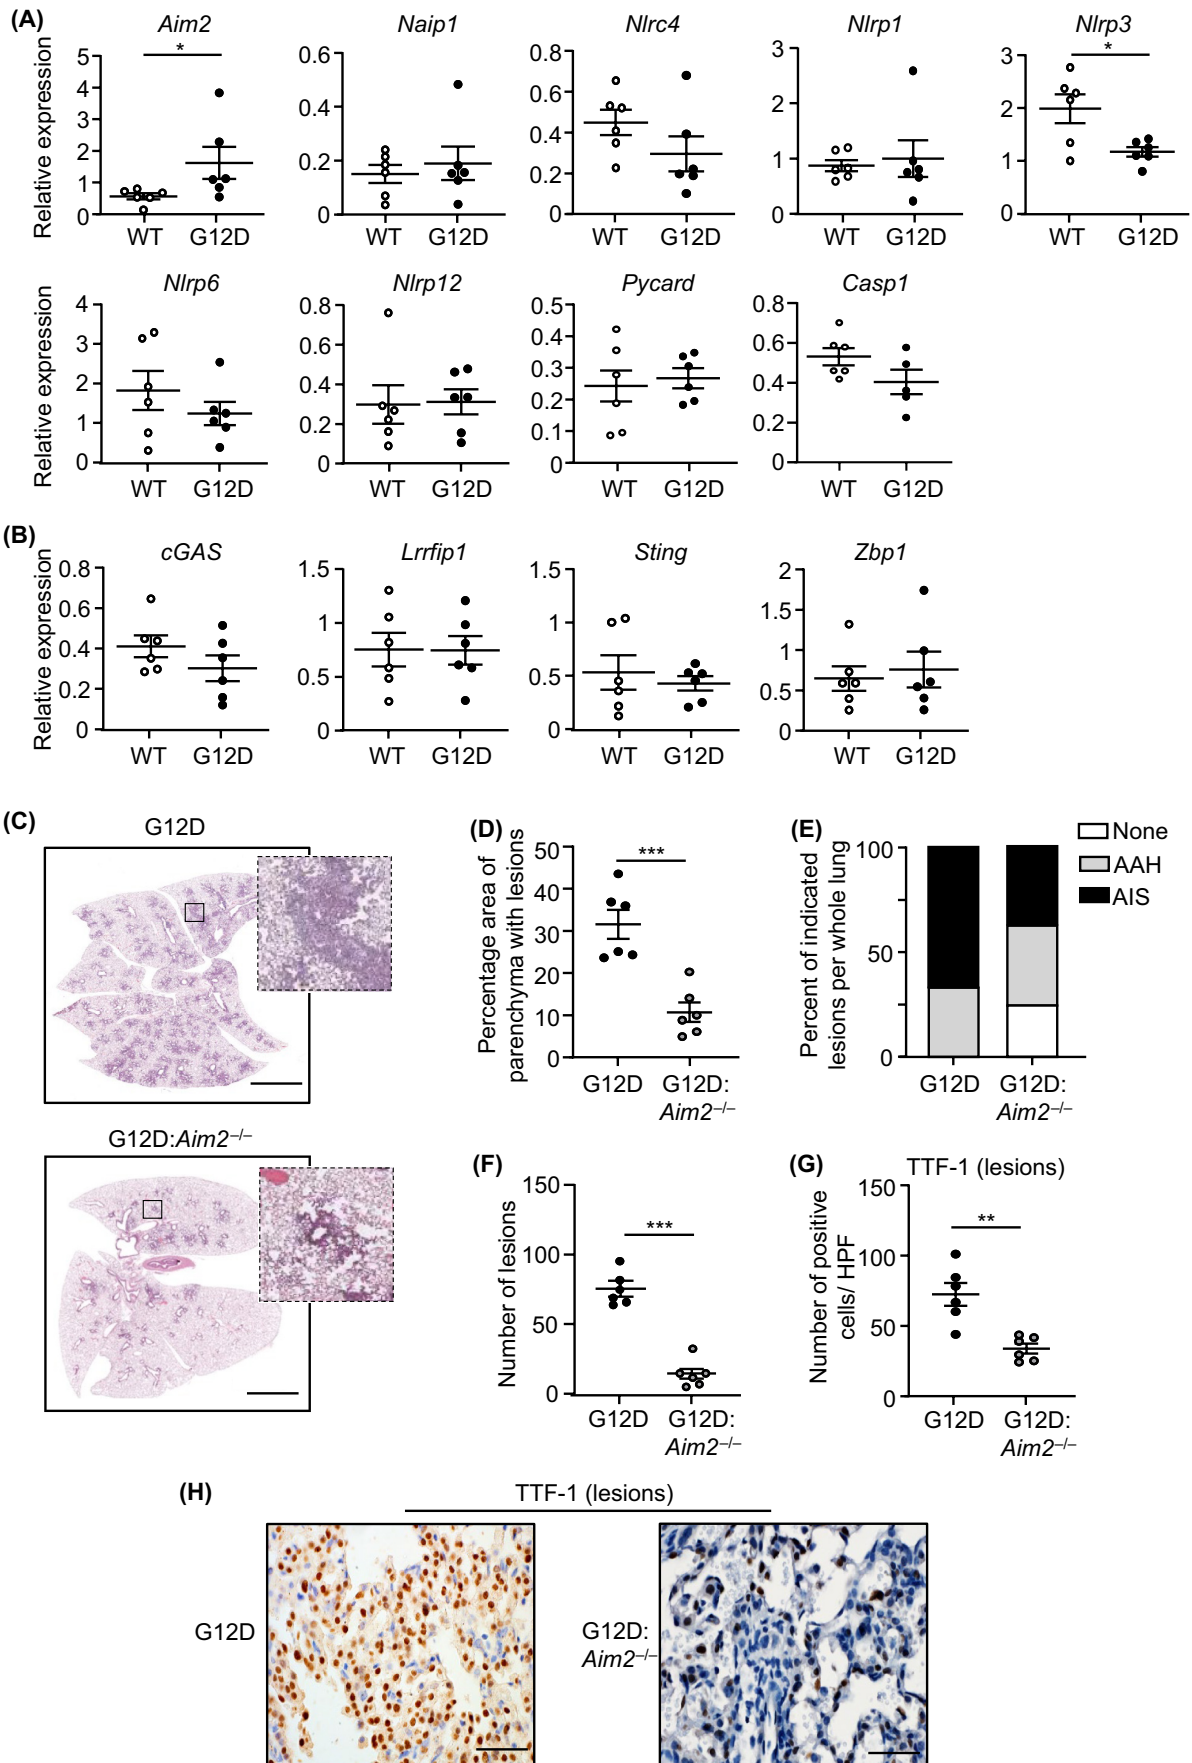 (A)
Aim2 Naip1 Nlrc4 Nlrp1 Nlrp3
Relative expression
5 4 3 2 1 0
* 
WT G12D
0.6 0.4 0.2 0
WT G12D
0.8 0.6 0.4 0.2 0
WT G12D
3 2 1 0
WT G12D
3 2 1 0
*
WT G12D
Nlrp6 Nlrp12 Pycard Casp1
Relative expression
4 3 2 1 0
WT G12D
0.8 0.6 0.4 0.2 0
WT G12D
0.5 0.4 0.3 0.2 0.1 0
WT G12D
0.8 0.6 0.4 0.2 0
WT G12D
(B)
cGAS Lrrfip1 Sting Zbp1
Relative expression
0.8 0.6 0.4 0.2 0
WT G12D
1.5 1 0.5 0
WT G12D
1.5 1 0.5 0
WT G12D
2 1.5 1 0.5 0
WT G12D
(C)
G12D
G12D:Aim2–/–
(D)
Percentage area of
parenchyma with lesions
50 40 30 20 10 0
***
G12D G12D:
Aim2–/–
(E)
Percent of indicated
lesions per whole lung
100 50 0
None
AAH
AIS
G12D G12D:
Aim2–/–
(F)
Number of lesions
150 100 50 0
***
G12D G12D:
Aim2–/–
(G)
TTF-1 (lesions)
Number of positive
cells/ HPF
150 100 50 0
**
G12D G12D:
Aim2–/–
(H)
TTF-1 (lesions)
G12D
G12D:
Aim2–/–